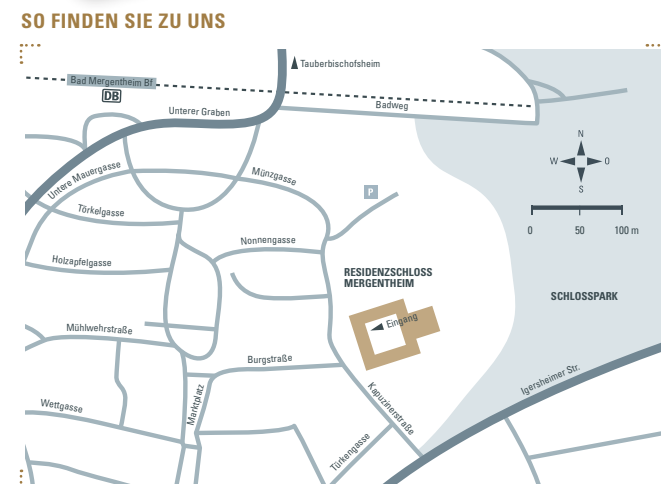 SO FINDEN SIE ZU UNS
Tauberbischofsheim
Bad Mergentheim Bf
DB
Unterer Graben
Badweg
N
W
O
S
Untere Mauergasse
Münzgasse
P
Törkelgasse
0
50
100 m
Nonnengasse
Holzapfelgasse
RESIDENZSCHLOSS
MERGENTHEIM
SCHLOSSPARK
Eingang
Mühlwehrstraße
Burgstraße
Igersheimer Str.
Marktplatz
Kapuzinerstraße
Wettgasse
Türkengasse